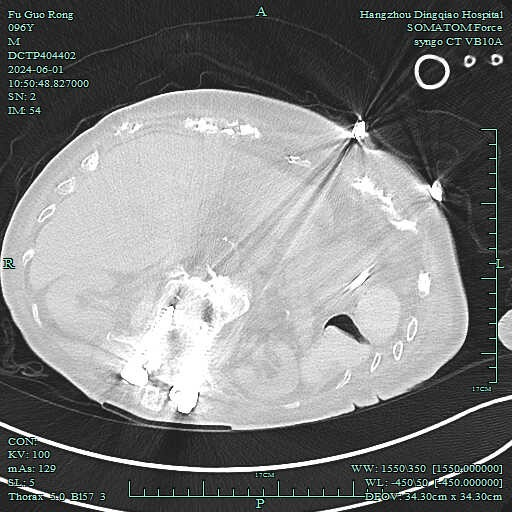 Fu Guo Rong
096Y
M
DCTP404402
2024-06-01
10:50:48.827000
SN: 2
IM: 54
A
Hangzhou Dingqiao Hospital
SOMATOM Force
syngo CT VB10A
R
L
17CM
CON:
KV: 100
mAs: 129
SL: 5
Thorax 5.0 Bl57 3
17CM
P
WW: 1550\350 [1550.000000]
WL: -450\50 [-450.000000]
DFOV: 34.30cm x 34.30cm